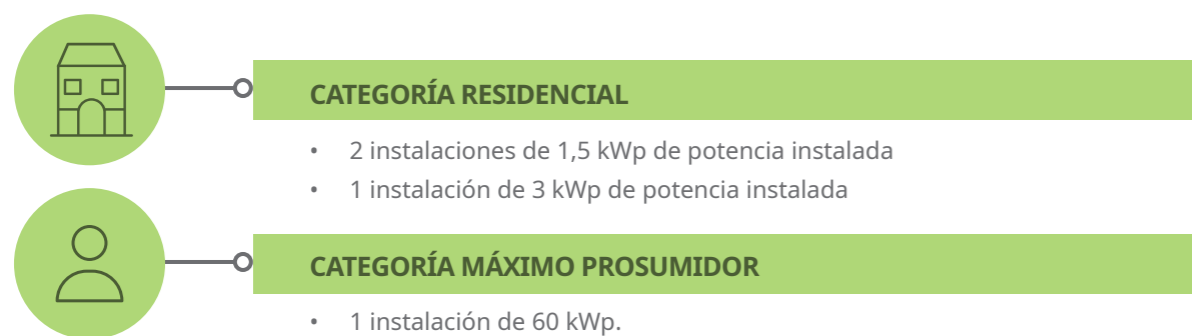 CATEGORÍA RESIDENCIAL
• 2 instalaciones de 1,5 kWp de potencia instalada
• 1 instalación de 3 kWp de potencia instalada
CATEGORÍA MÁXIMO PROSUMIDOR
• 1 instalación de 60 kWp.